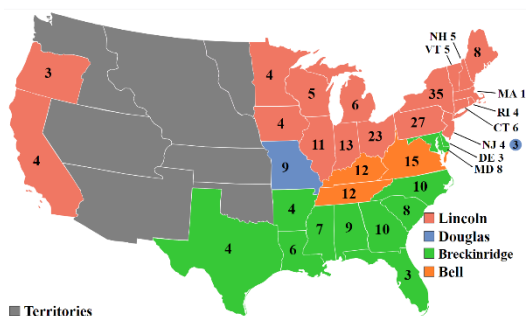 NH 5
VT 5
8
3
4
5
6
35
MA 1
RI 4
CT 6
27
NJ 4 3
DE 3
MD 8
4
4
11
13
23
9
12
15
12
10
4
8
4
6
7
9
10
3
Lincoln
Douglas
Breckinridge
Bell
Territories